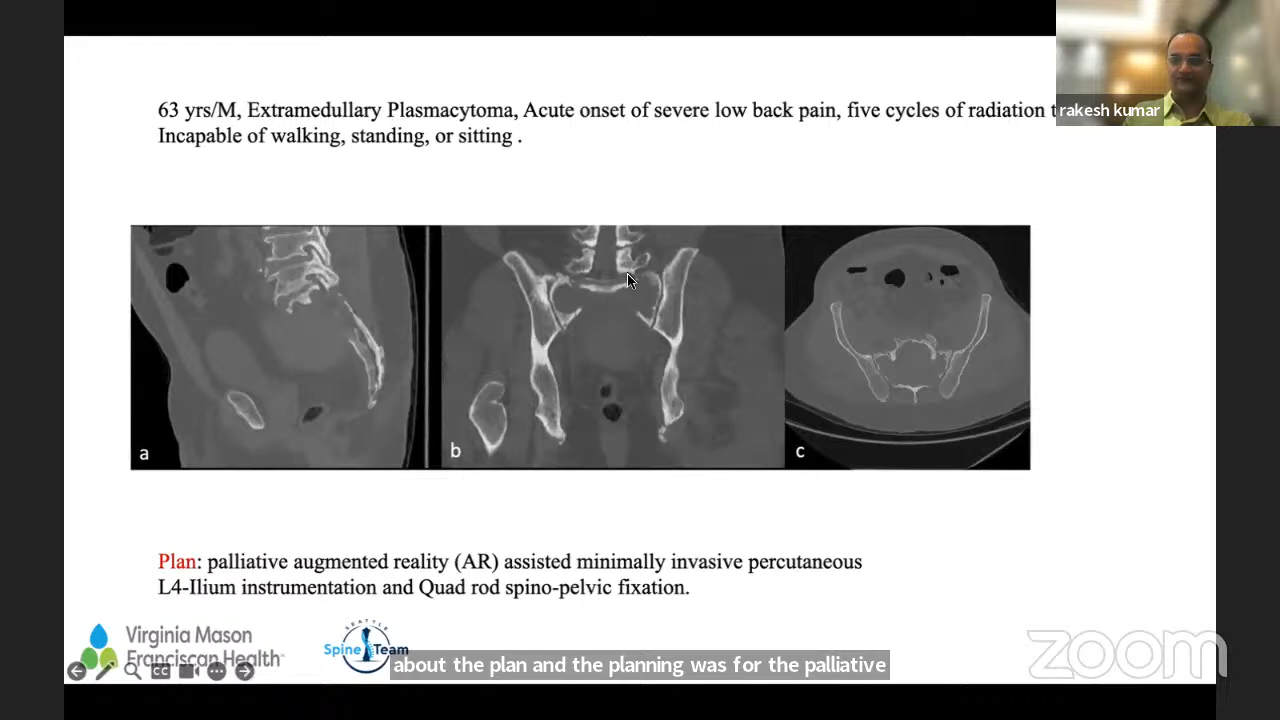 63 yrs/M, Extramedullary Plasmacytoma, Acute onset of severe low back pain, five cycles of radiation t
rakesh kumar
Incapable of walking, standing, or sitting .
a
b
c
Plan: palliative augmented reality (AR) assisted minimally invasive percutaneous
L4-Ilium instrumentation and Quad rod spino-pelvic fixation.
Virginia Mason
Franciscan Health
SEATTLE
Spine Team
CC
about the plan and the planning was for the palliative
zoom